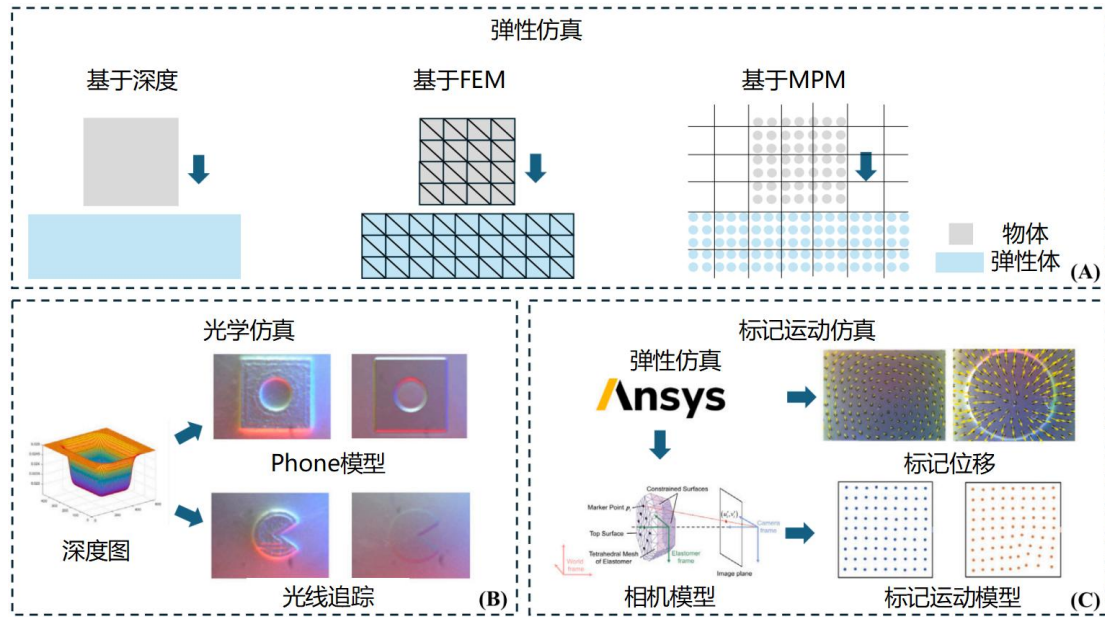 弹性仿真
基于深度
基于FEM
基于MPM
物体
弹性体
(A)
光学仿真
Phone模型
深度图
光线追踪
(B)
标记运动仿真
弹性仿真
Ansys
标记位移
Constrained Surfaces
Marker Point
Top Surface
Tetrahedral Mesh
of Elastomer
World
frame
Elastomer
frame
Camera
frame
Image plane
相机模型
标记运动模型
(C)